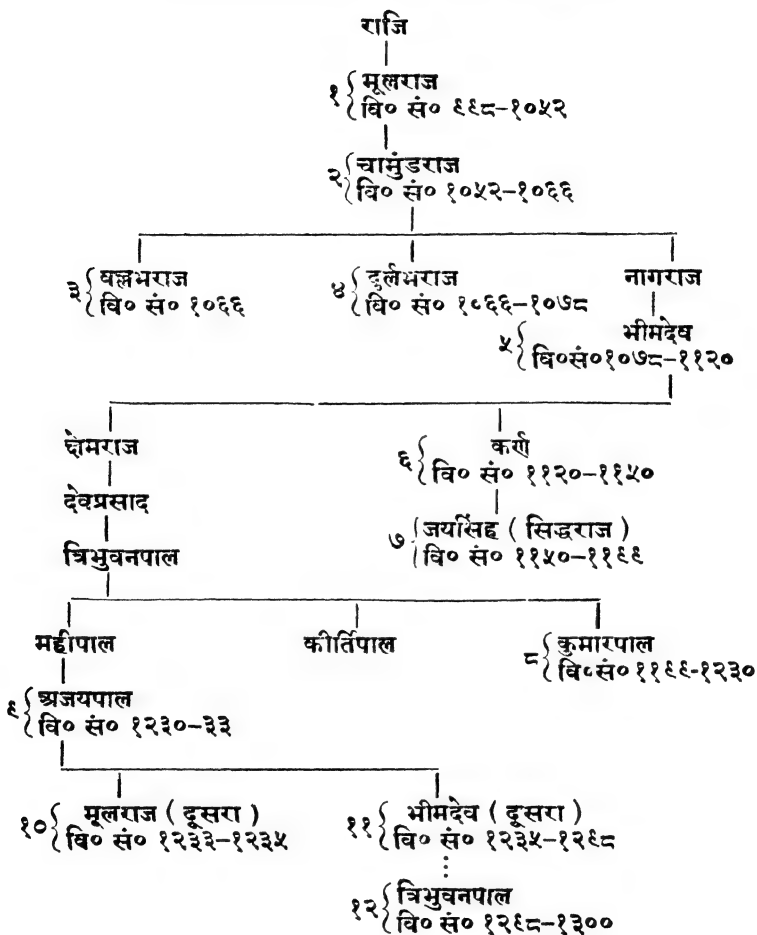 राजि
१ { मूलराज
वि० सं० ९९८-१०५२
२ { चामुंडराज
वि० सं० १०५२-१०६६
३ { वल्लभराज
वि० सं० १०६६
४ { दुर्लभराज
वि० सं० १०६६-१०७८
नागराज
५ { भीमदेव
वि०सं०१०७८-११२०
क्षेमराज
६ { कर्ण
वि० सं० ११२०-११५०
देवप्रसाद
७ { जयसिंह ( सिद्धराज )
वि० सं० ११५०-११९९
त्रिभुवनपाल
महीपाल
कीर्तिपाल
८ { कुमारपाल
वि०सं०११९९-१२३०
९ { अजयपाल
वि० सं० १२३०-३३
१० { मूलराज ( दूसरा )
वि० सं० १२३३-१२३५
११ { भीमदेव ( दूसरा )
वि० सं० १२३५-१२९८
१२ { त्रिभुवनपाल
वि० सं० १२९८-१३००